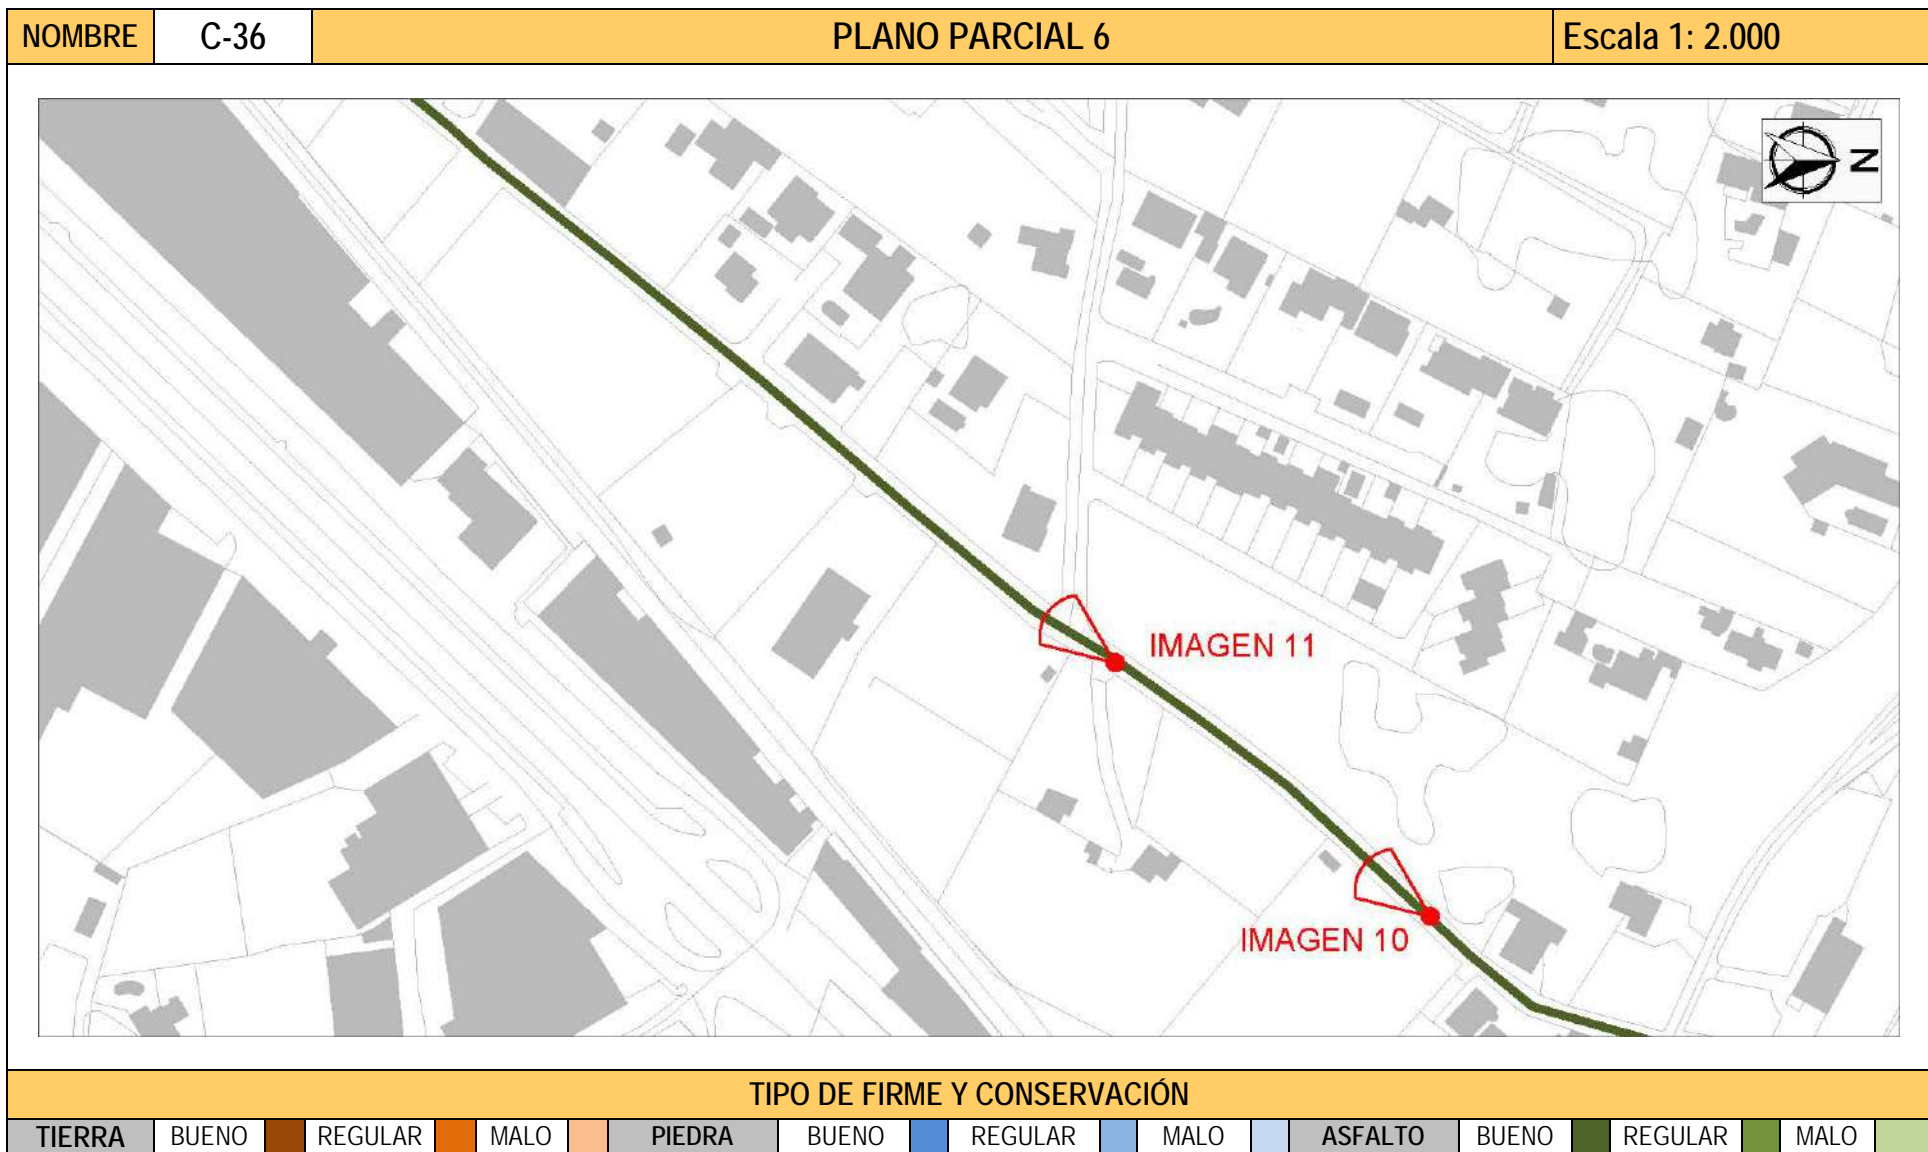 NOMBRE C-36 PLANO PARCIAL 6 Escala 1: 2.000
N
IMAGEN 11
IMAGEN 10
TIPO DE FIRME Y CONSERVACIÓN
TIERRA BUENO REGULAR MALO PIEDRA BUENO REGULAR MALO ASFALTO BUENO REGULAR MALO